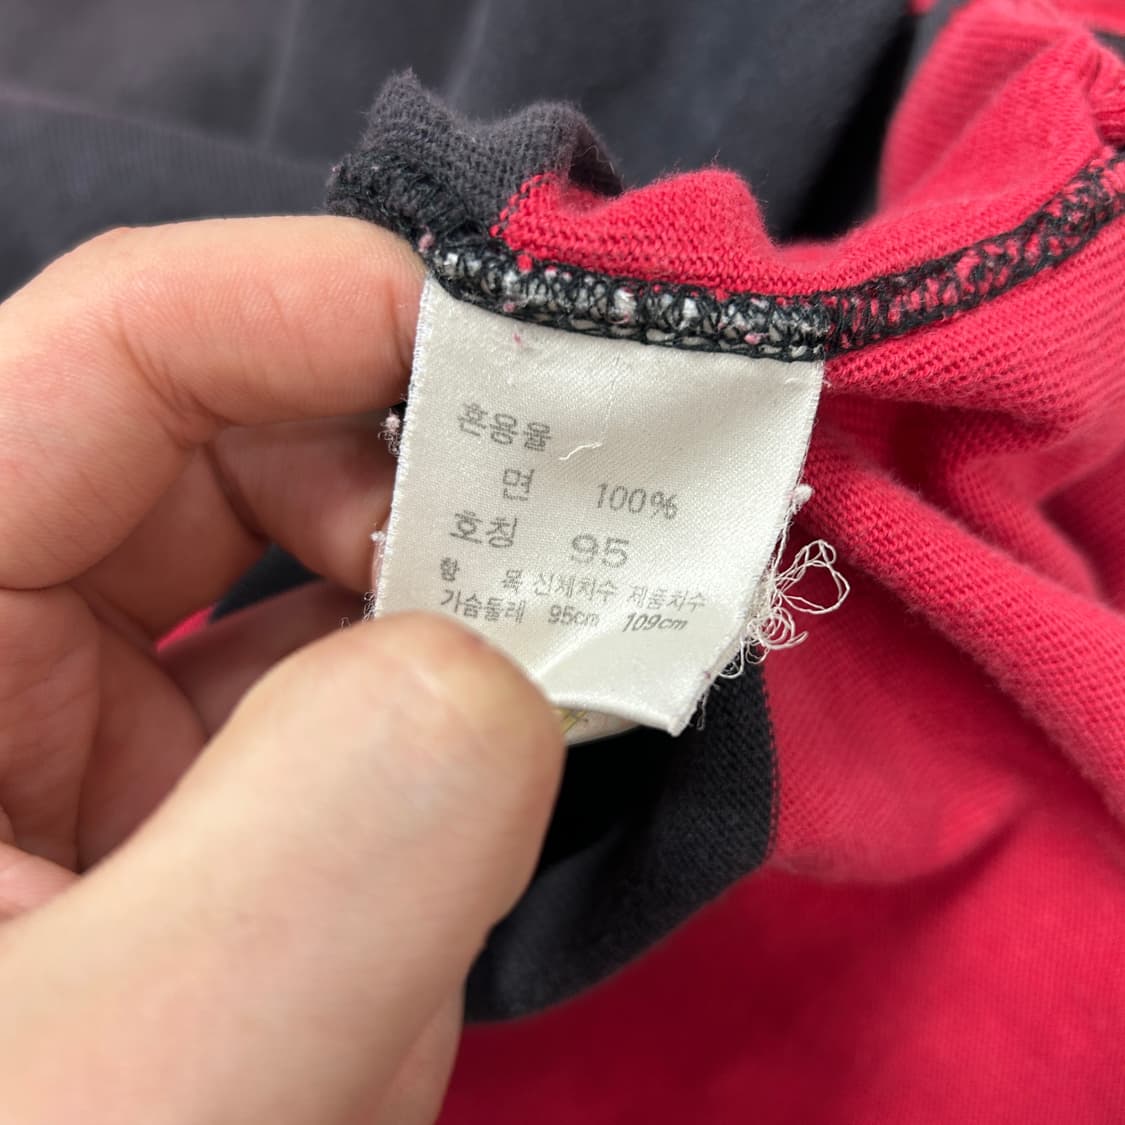 혼용율
면 100%
호칭 95
항 목 신체치수 제품치수
가슴둘레 95cm 109cm